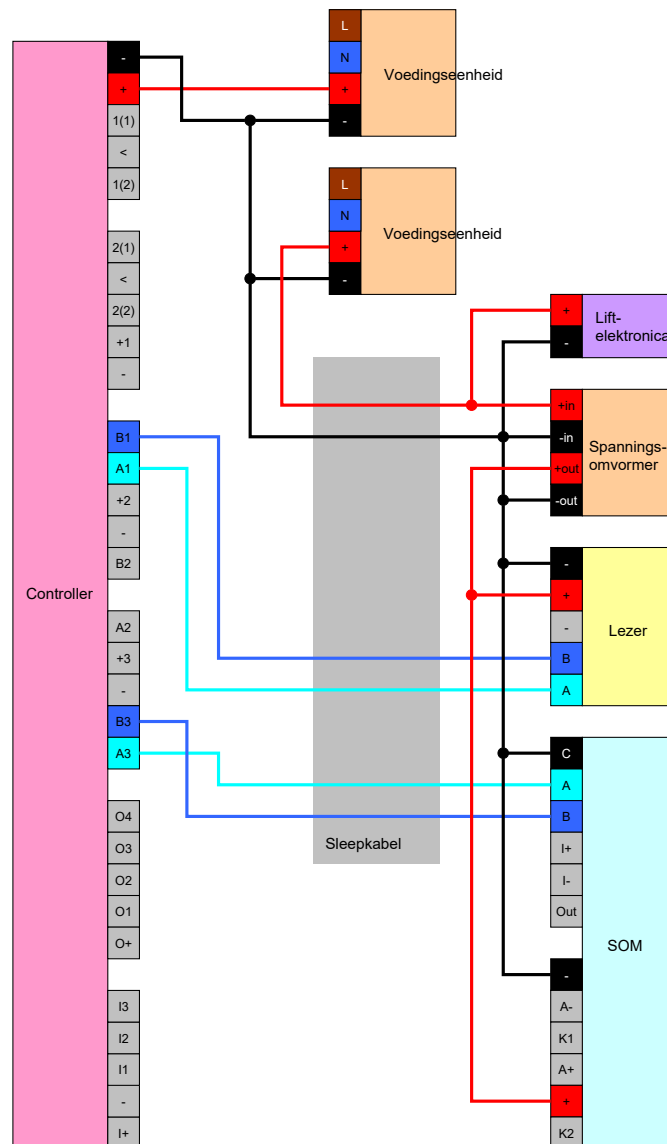 Controller
-
+
1(1)
<
1(2)
2(1)
<
2(2)
+1
-
B1
A1
+2
-
B2
A2
+3
-
B3
A3
O4
O3
O2
O1
O+
I3
I2
I1
-
I+
L
N
+
-
Voedingseenheid
L
N
+
-
Voedingseenheid
Sleepkabel
+
-
Lift-
elektronica
+in
-in
+out
-out
Spannings-
omvormer
-
+
-
B
A
Lezer
C
A
B
I+
I-
Out
-
A-
K1
A+
+
K2
SOM